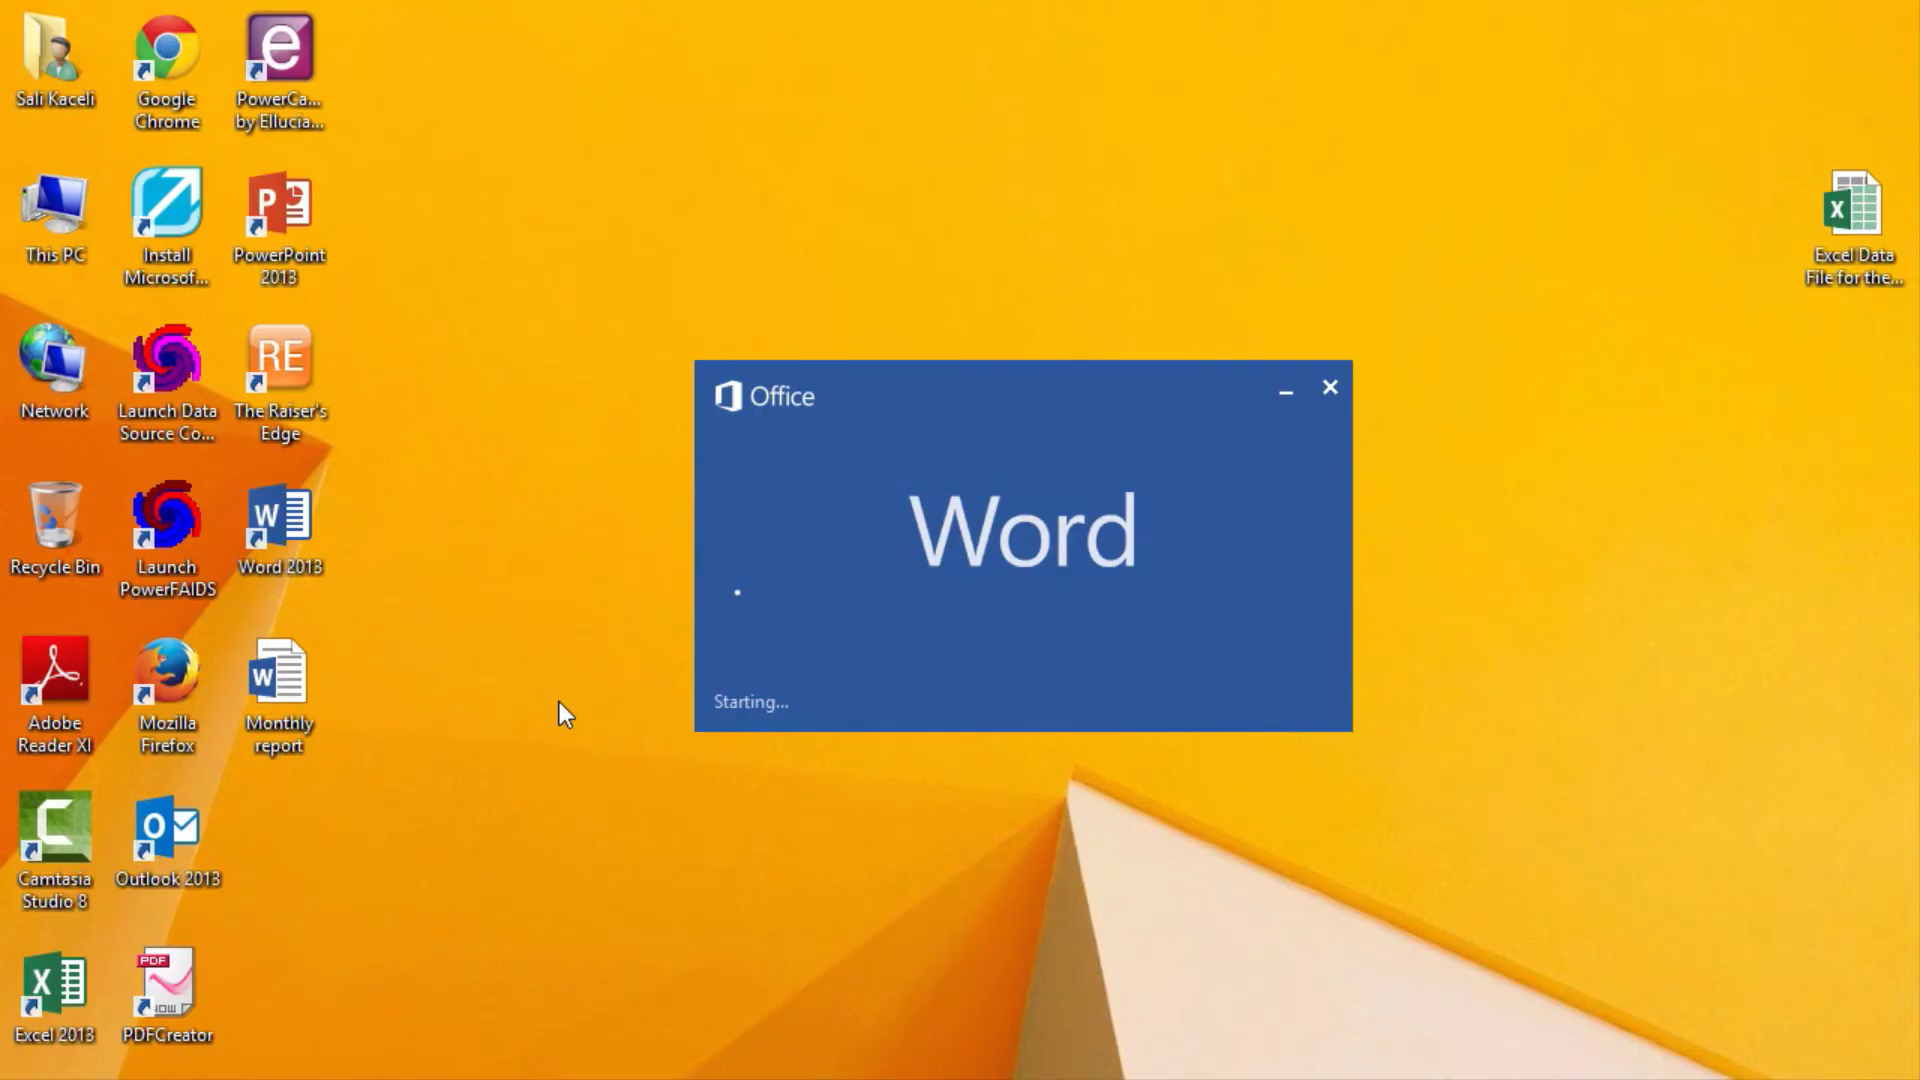 Sali Kaceli
Google
Chrome
e
PowerCa...
by Ellucia...
This PC
Install
Microsof...
P
PowerPoint
2013
X
Excel Data
File for the...
Network
Launch Data
Source Co...
RE
The Raiser's
Edge
Office
Word
Starting...
Recycle Bin
Launch
PowerFAIDS
W
Word 2013
Adobe
Reader XI
Mozilla
Firefox
W
Monthly
report
C
Camtasia
Studio 8
O
Outlook 2013
X
Excel 2013
PDF
NOW
PDFCreator